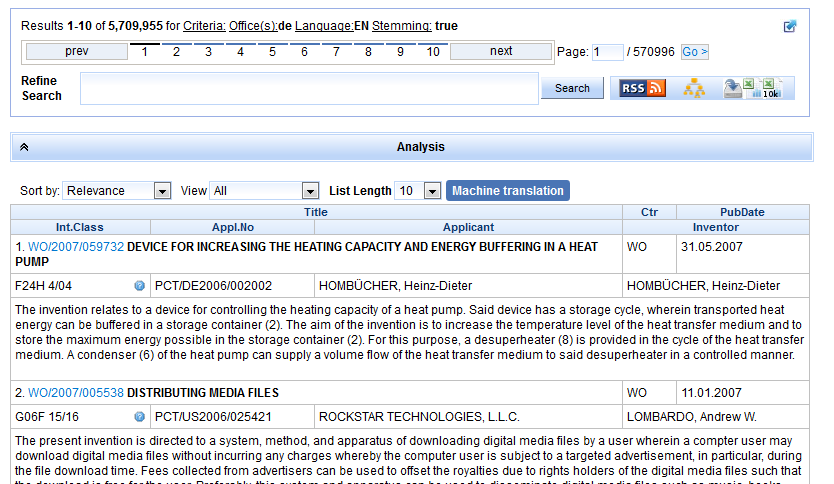 Results 1-10 of 5,709,955 for Criteria: Office(s):de Language:EN Stemming: true
prev 1 2 3 4 5 6 7 8 9 10 next Page: 1 / 570996 Go >
Refine Search Search RSS 10k
Analysis
Sort by: Relevance View All List Length 10 Machine translation
Title Ctr PubDate
Int.Class Appl.No Applicant Inventor
1. WO/2007/059732 DEVICE FOR INCREASING THE HEATING CAPACITY AND ENERGY BUFFERING IN A HEAT PUMP WO 31.05.2007
F24H 4/04 PCT/DE2006/002002 HOMBÜCHER, Heinz-Dieter HOMBÜCHER, Heinz-Dieter
The invention relates to a device for controlling the heating capacity of a heat pump. Said device has a storage cycle, wherein transported heat
energy can be buffered in a storage container (2). The aim of the invention is to increase the temperature level of the heat transfer medium and to
store the maximum energy possible in the storage container (2). For this purpose, a desuperheater (8) is provided in the cycle of the heat transfer
medium. A condenser (6) of the heat pump can supply a volume flow of the heat transfer medium to said desuperheater in a controlled manner.
2. WO/2007/005538 DISTRIBUTING MEDIA FILES WO 11.01.2007
G06F 15/16 PCT/US2006/025421 ROCKSTAR TECHNOLOGIES, L.L.C. LOMBARDO, Andrew W.
The present invention is directed to a system, method, and apparatus of downloading digital media files by a user wherein a compter user may
download digital media files without incurring any charges whereby the computer user is subject to a targeted advertisement, in particular, during
the file download time. Fees collected from advertisers can be used to offset the royalties due to rights holders of the digital media files such that